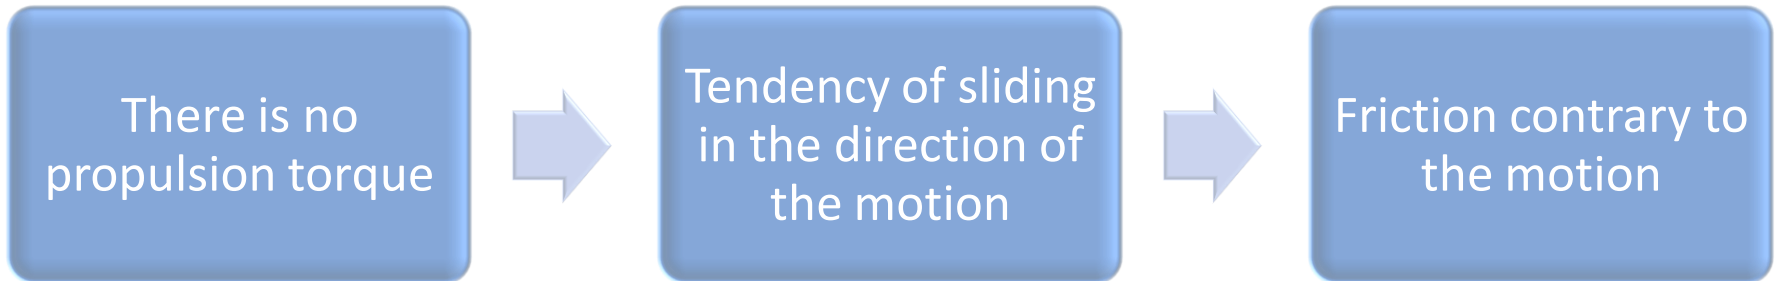 There is no
propulsion torque
Tendency of sliding
in the direction of
the motion
Friction contrary to
the motion